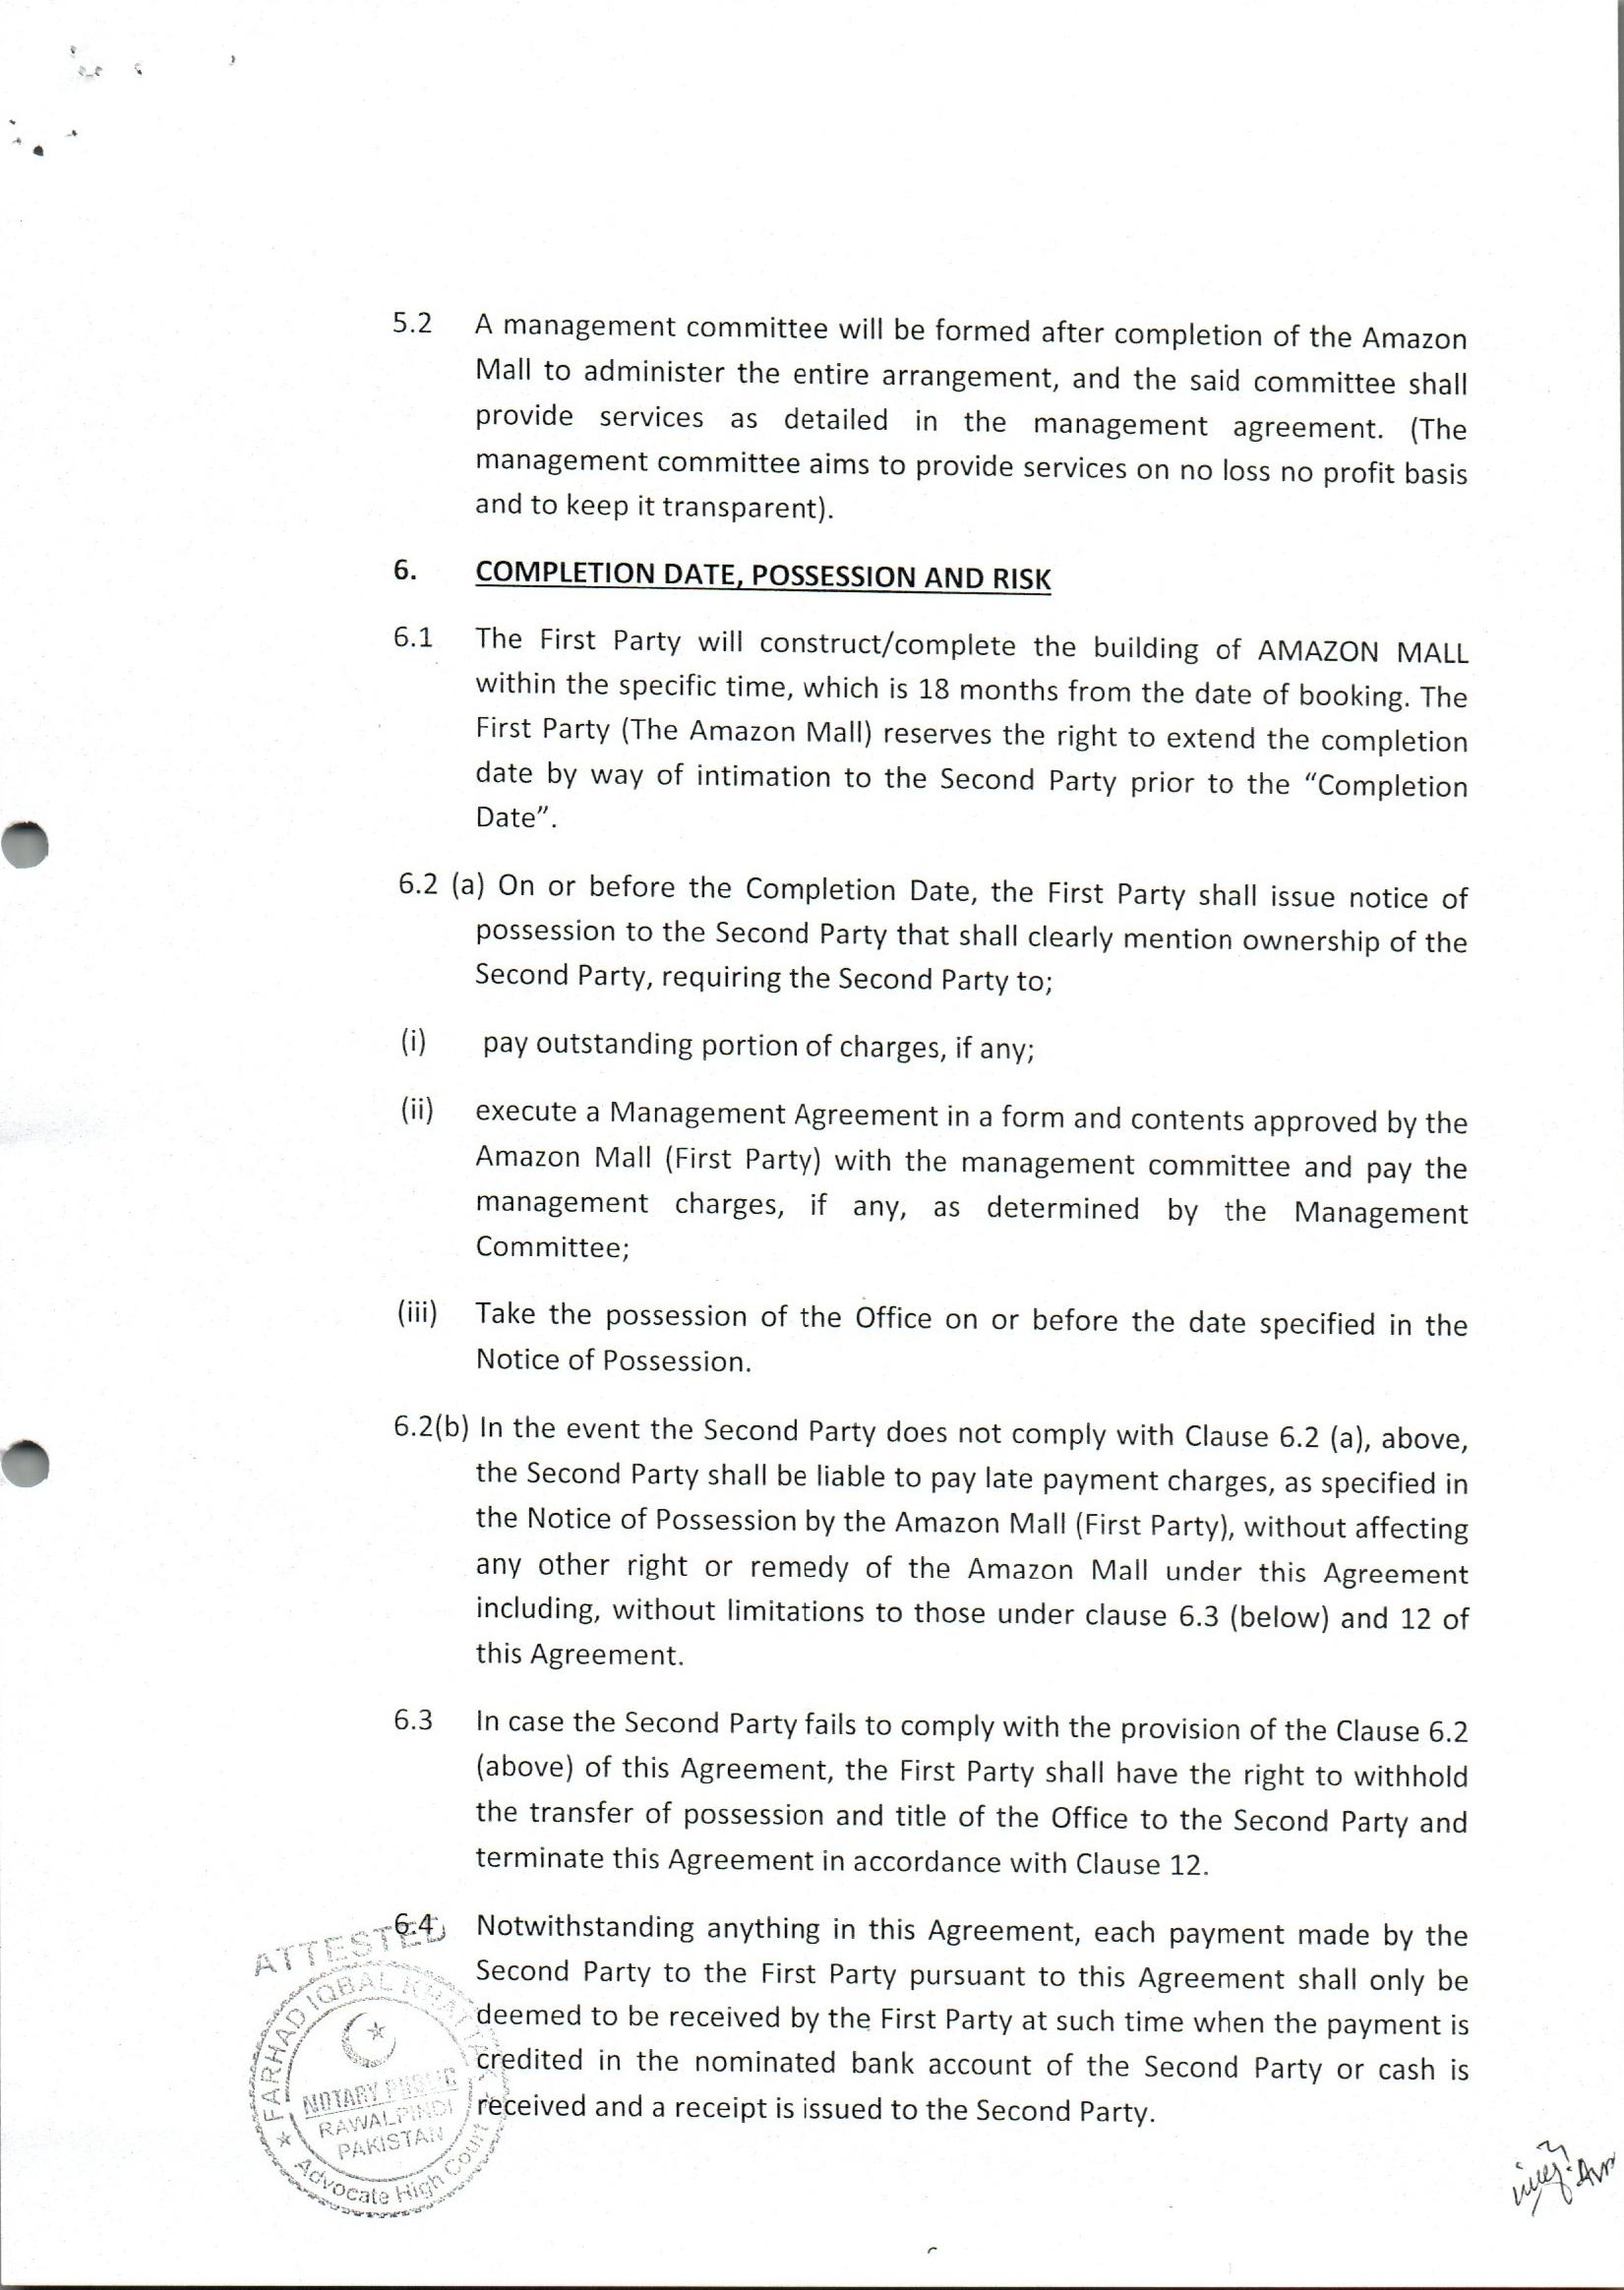 5.2 A management committee will be formed after completion of the Amazon
Mall to administer the entire arrangement, and the said committee shall
provide services as detailed in the management agreement. (The
management committee aims to provide services on no loss no profit basis
and to keep it transparent).
6. COMPLETION DATE, POSSESSION AND RISK
6.1 The First Party will construct/complete the building of AMAZON MALL
within the specific time, which is 18 months from the date of booking. The
First Party (The Amazon Mall) reserves the right to extend the completion
date by way of intimation to the Second Party prior to the “Completion
Date”.
6.2 (a) On or before the Completion Date, the First Party shall issue notice of
possession to the Second Party that shall clearly mention ownership of the
Second Party, requiring the Second Party to;
(i) pay outstanding portion of charges, if any;
(ii) execute a Management Agreement in a form and contents approved by the
Amazon Mall (First Party) with the management committee and pay the
management charges, if any, as determined by the Management
Committee;
(iii) Take the possession of the Office on or before the date specified in the
Notice of Possession.
6.2(b) In the event the Second Party does not comply with Clause 6.2 (a), above,
the Second Party shall be liable to pay late payment charges, as specified in
the Notice of Possession by the Amazon Mall (First Party), without affecting
any other right or remedy of the Amazon Mall under this Agreement
including, without limitations to those under clause 6.3 (below) and 12 of
this Agreement.
6.3 In case the Second Party fails to comply with the provision of the Clause 6.2
(above) of this Agreement, the First Party shall have the right to withhold
the transfer of possession and title of the Office to the Second Party and
terminate this Agreement in accordance with Clause 12.
6.4 Notwithstanding anything in this Agreement, each payment made by the
Second Party to the First Party pursuant to this Agreement shall only be
deemed to be received by the First Party at such time when the payment is
credited in the nominated bank account of the Second Party or cash is
received and a receipt is issued to the Second Party.
ATTESTED
FARHAD IQBAL KHATTAK
NOTARY PUBLIC
RAWALPINDI
PAKISTAN
Advocate High Court